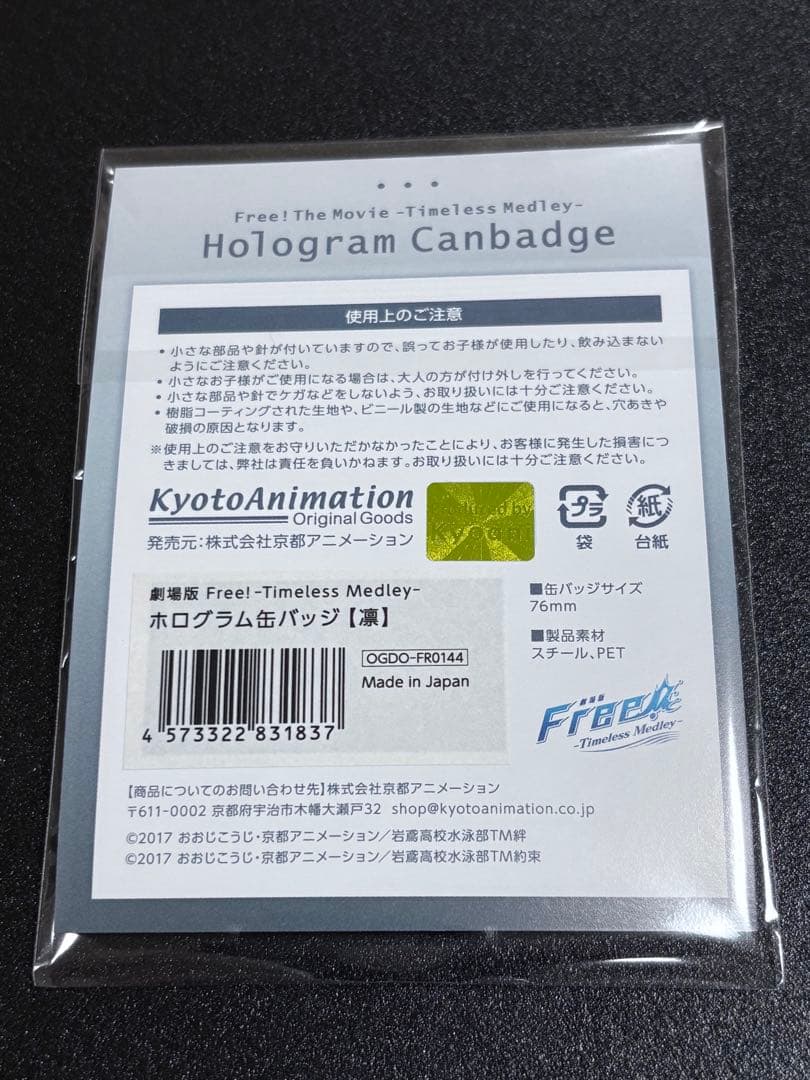 Free! The Movie -Timeless Medley-
Hologram Canbadge
使用上のご注意
• 小さな部品や針が付いていますので、誤ってお子様が使用したり、飲み込まない
ようにご注意ください。
• 小さなお子様がご使用になる場合は、大人の方が付け外しを行ってください。
• 小さな部品や針でケガなどをしないよう、お取り扱いには十分ご注意ください。
• 樹脂コーティングされた生地や、ビニール製の生地などにご使用になると、穴あきや
破損の原因となります。
※使用上のご注意をお守りいただかなかったことにより、お客様に発生した損害につ
きましては、弊社は責任を負いかねます。お取り扱いには十分ご注意ください。
KyotoAnimation
Original Goods
発売元:株式会社京都アニメーション
Produced by
KyoAni
プラ
袋
紙
台紙
劇場版 Free! -Timeless Medley-
ホログラム缶バッジ【凛】
OGDO-FR0144
Made in Japan
4 573322 831837
■缶バッジサイズ
76mm
■製品素材
スチール、PET
劇場版
Free!
-Timeless Medley-
【商品についてのお問い合わせ先】株式会社京都アニメーション
〒611-0002 京都府宇治市木幡大瀬戸32 shop@kyotoanimation.co.jp
©2017 おおじこうじ・京都アニメーション／岩鳶高校水泳部TM絆
©2017 おおじこうじ・京都アニメーション／岩鳶高校水泳部TM約束